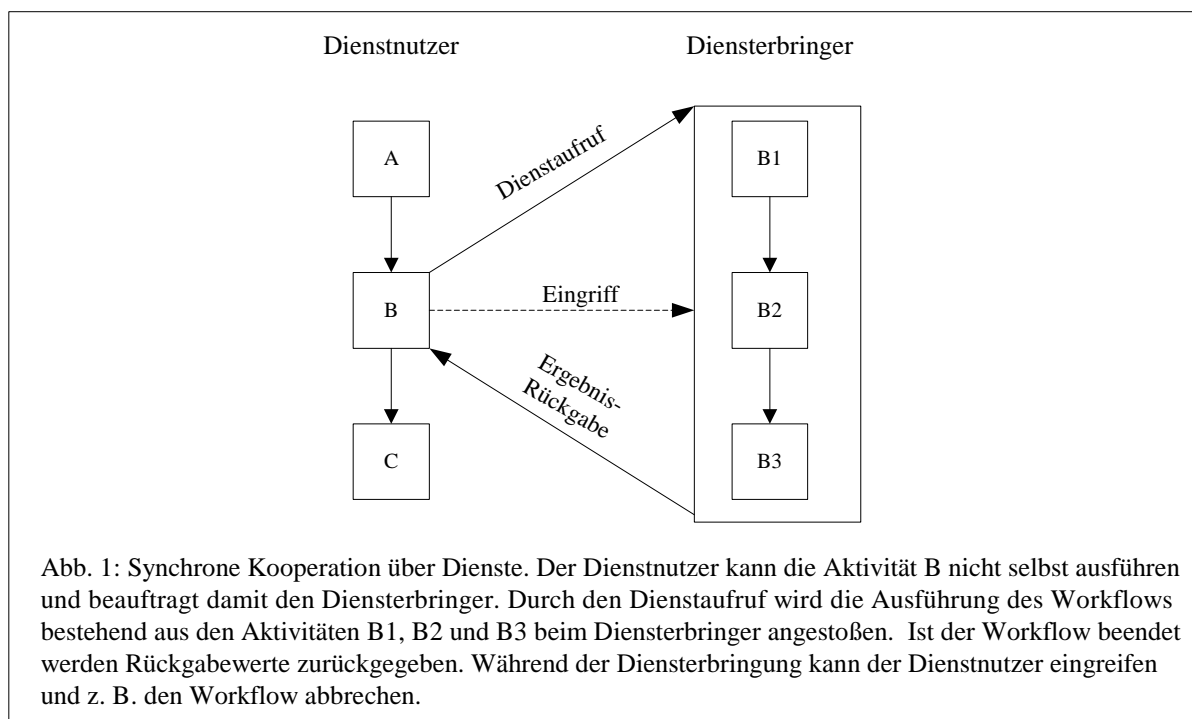 Dienstnutzer
Diensterbringer
A
Dienstaufruf
B1
B
Eingriff
B2
Ergebnis-
Rückgabe
C
B3
Abb. 1: Synchrone Kooperation über Dienste. Der Dienstnutzer kann die Aktivität B nicht selbst ausführen
und beauftragt damit den Diensterbringer. Durch den Dienstaufruf wird die Ausführung des Workflows
bestehend aus den Aktivitäten B1, B2 und B3 beim Diensterbringer angestoßen. Ist der Workflow beendet
werden Rückgabewerte zurückgegeben. Während der Diensterbringung kann der Dienstnutzer eingreifen
und z. B. den Workflow abbrechen.